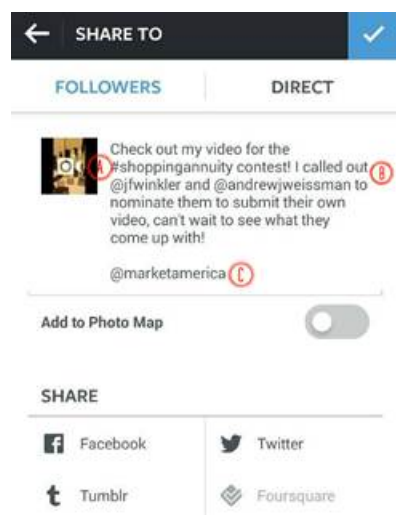 SHARE TO
FOLLOWERS DIRECT
Check out my video for the
A #shoppingannuity contest! I called out B
@jfwinkler and @andrewjweissman to
nominate them to submit their own
video, can't wait to see what they
come up with!
@marketamerica C
Add to Photo Map
SHARE
Facebook Twitter
Tumblr Foursquare